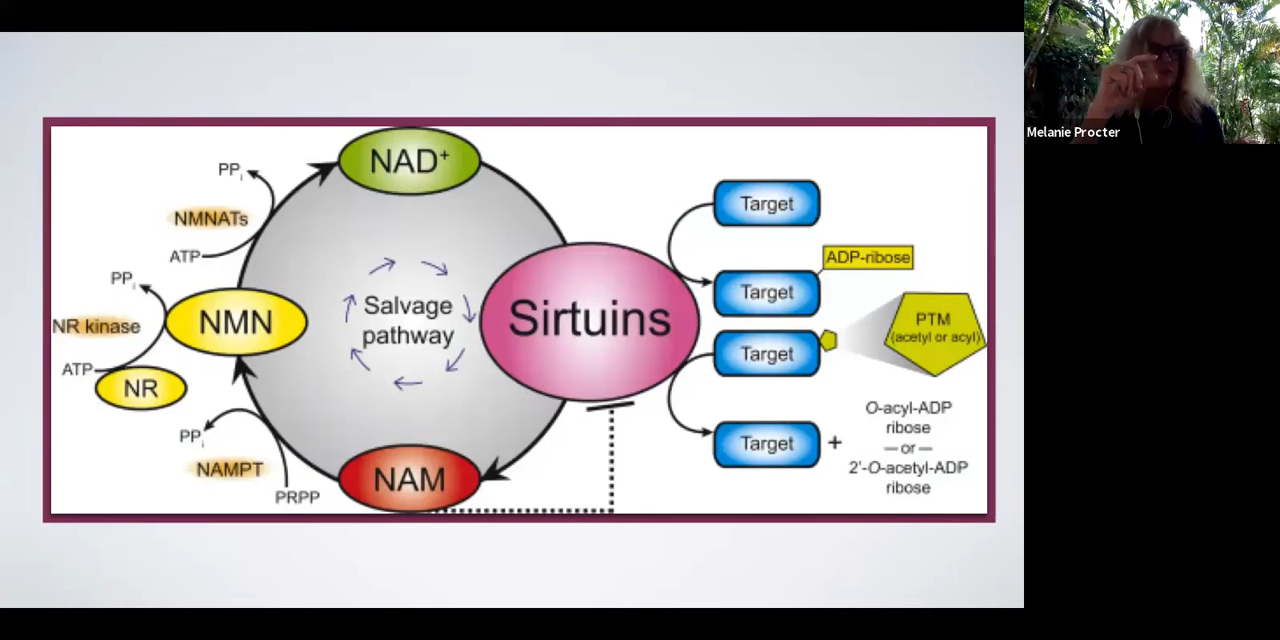 NAD⁺
PPᵢ
NMNATs
ATP
PPᵢ
NR kinase
NMN
ATP
NR
PPᵢ
NAMPT
PRPP
NAM
Salvage
pathway
Sirtuins
Target
ADP-ribose
Target
Target
PTM
(acetyl or acyl)
Target
+
O-acyl-ADP
ribose
—or—
2'-O-acetyl-ADP
ribose
Melanie Procter